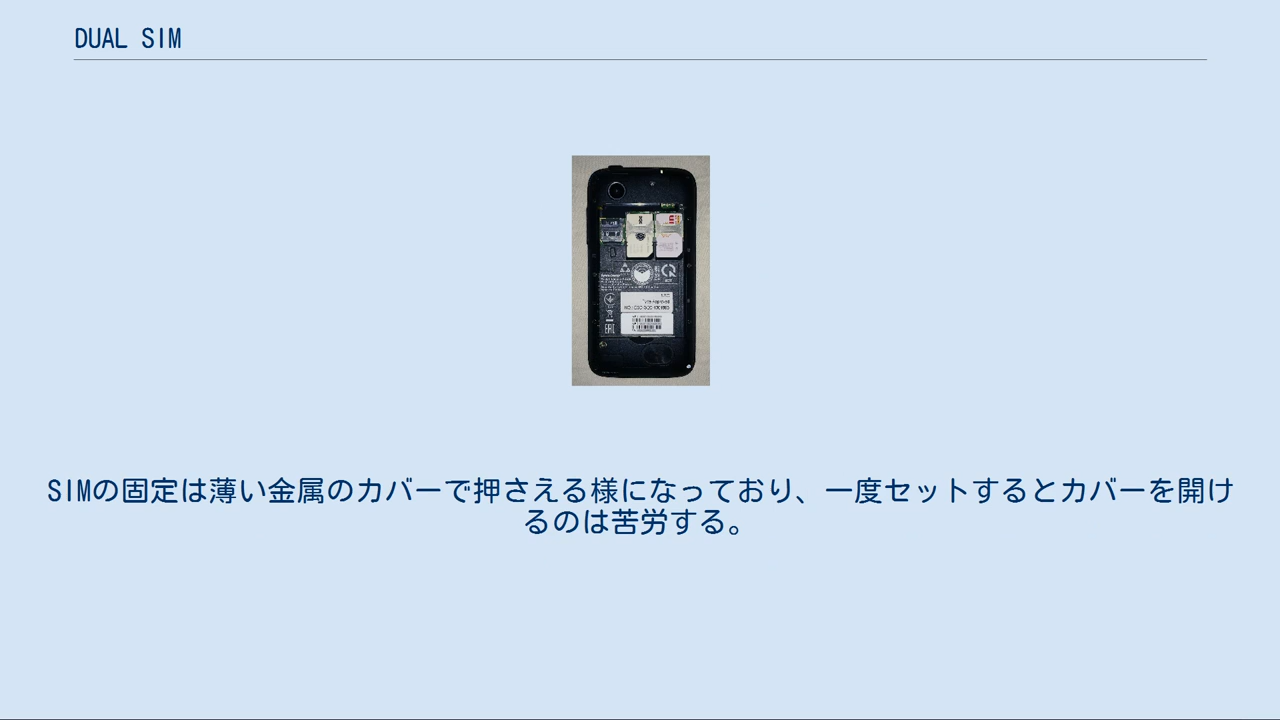 DUAL SIM
SIMの固定は薄い金属のカバーで押さえる様になっており、一度セットするとカバーを開け
るのは苦労する。